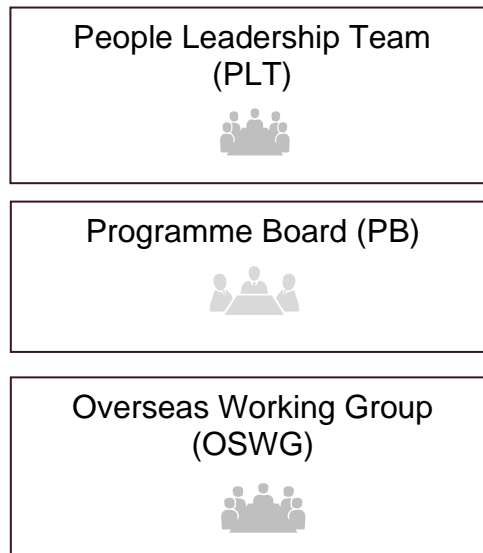 People Leadership Team
(PLT)
Programme Board (PB)
Overseas Working Group
(OSWG)